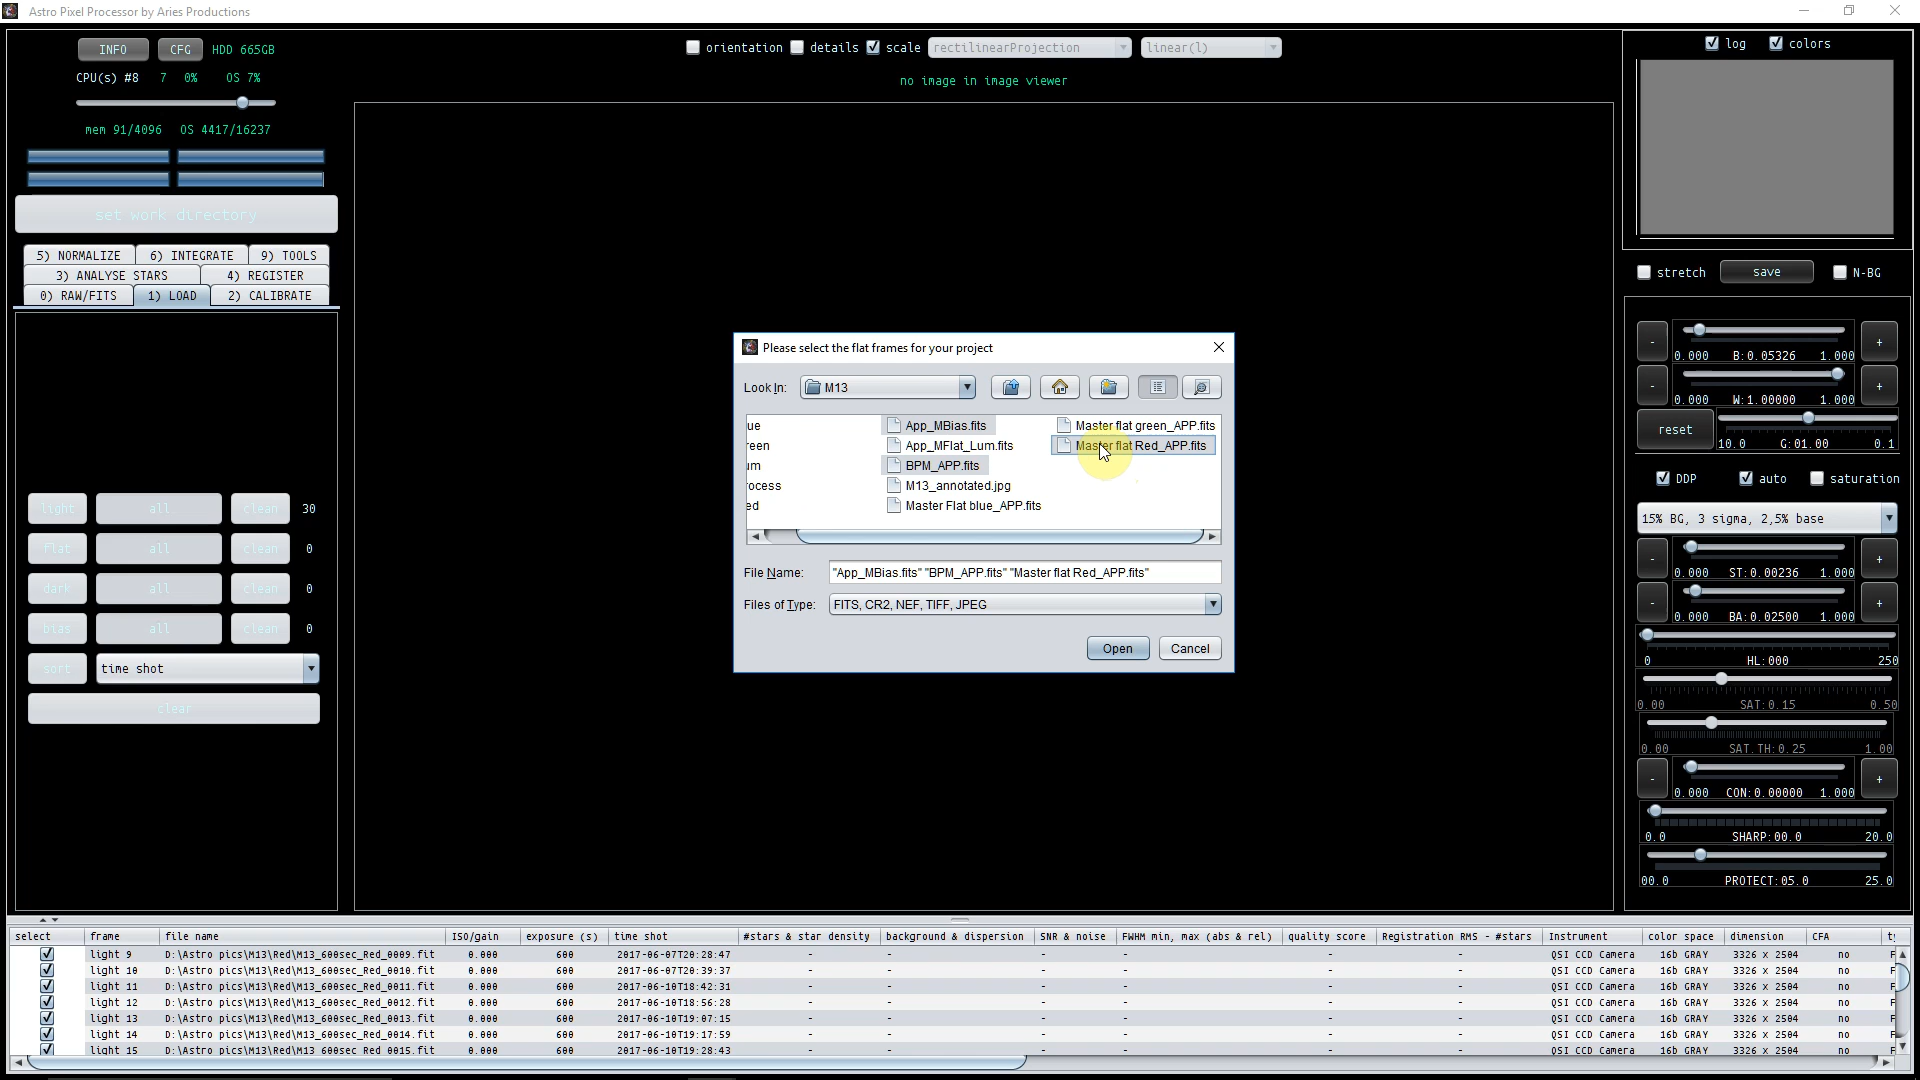 Astro Pixel Processor by Aries Productions
INFO CFG HDD 665GB
CPU(s) #8 7 0% OS 7%
mem 91/4096 OS 4417/16237
set work directory
5) NORMALIZE 6) INTEGRATE 9) TOOLS
3) ANALYSE STARS 4) REGISTER
0) RAW/FITS 1) LOAD 2) CALIBRATE
light all clean 30
flat all clean 0
dark all clean 0
bias all clean 0
sort time shot
clear
orientation details scale rectilinearProjection linear(l)
no image in image viewer
Please select the flat frames for your project
Look In: M13
ue App_MBias.fits Master flat green_APP.fits
reen App_MFlat_Lum.fits Master flat Red_APP.fits
um BPM_APP.fits
rocess M13_annotated.jpg
ed Master Flat blue_APP.fits
File Name: "App_MBias.fits" "BPM_APP.fits" "Master flat Red_APP.fits"
Files of Type: FITS, CR2, NEF, TIFF, JPEG
Open Cancel
log colors
stretch save N-BG
- +
0.000 B:0.05326 1.000
- +
0.000 W:1.00000 1.000
reset
10.0 G:01.00 0.1
DDP auto saturation
15% BG, 3 sigma, 2,5% base
- +
0.000 ST:0.00236 1.000
- +
0.000 BA:0.02500 1.000
0 HL:000 250
0.00 SAT:0.15 0.50
0.00 SAT.TH:0.25 1.00
- +
0.000 CON:0.00000 1.000
0.0 SHARP:00.0 20.0
00.0 PROTECT:05.0 25.0
select frame file name ISO/gain exposure (s) time shot #stars & star density background & dispersion SNR & noise FWHM min, max (abs & rel) quality score Registration RMS - #stars Instrument color space dimension CFA
light 9 D:\Astro pics\M13\Red\M13_600sec_Red_0009.fit 0.000 600 2017-06-07T20:28:47 - - - - - - QSI CCD Camera 16b GRAY 3326 x 2504 no F
light 10 D:\Astro pics\M13\Red\M13_600sec_Red_0010.fit 0.000 600 2017-06-07T20:39:37 - - - - - - QSI CCD Camera 16b GRAY 3326 x 2504 no F
light 11 D:\Astro pics\M13\Red\M13_600sec_Red_0011.fit 0.000 600 2017-06-10T18:42:31 - - - - - - QSI CCD Camera 16b GRAY 3326 x 2504 no F
light 12 D:\Astro pics\M13\Red\M13_600sec_Red_0012.fit 0.000 600 2017-06-10T18:56:28 - - - - - - QSI CCD Camera 16b GRAY 3326 x 2504 no F
light 13 D:\Astro pics\M13\Red\M13_600sec_Red_0013.fit 0.000 600 2017-06-10T19:07:15 - - - - - - QSI CCD Camera 16b GRAY 3326 x 2504 no F
light 14 D:\Astro pics\M13\Red\M13_600sec_Red_0014.fit 0.000 600 2017-06-10T19:17:59 - - - - - - QSI CCD Camera 16b GRAY 3326 x 2504 no F
light 15 D:\Astro pics\M13\Red\M13_600sec_Red_0015.fit 0.000 600 2017-06-10T19:28:43 - - - - - - QSI CCD Camera 16b GRAY 3326 x 2504 no F